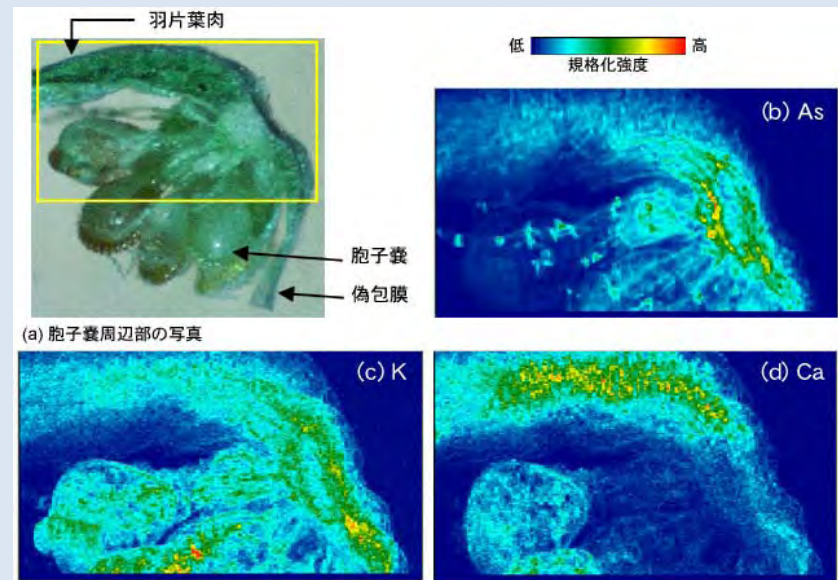 羽片葉肉
低 高
規格化強度
(b) As
胞子嚢
偽包膜
(a) 胞子嚢周辺部の写真
(c) K
(d) Ca